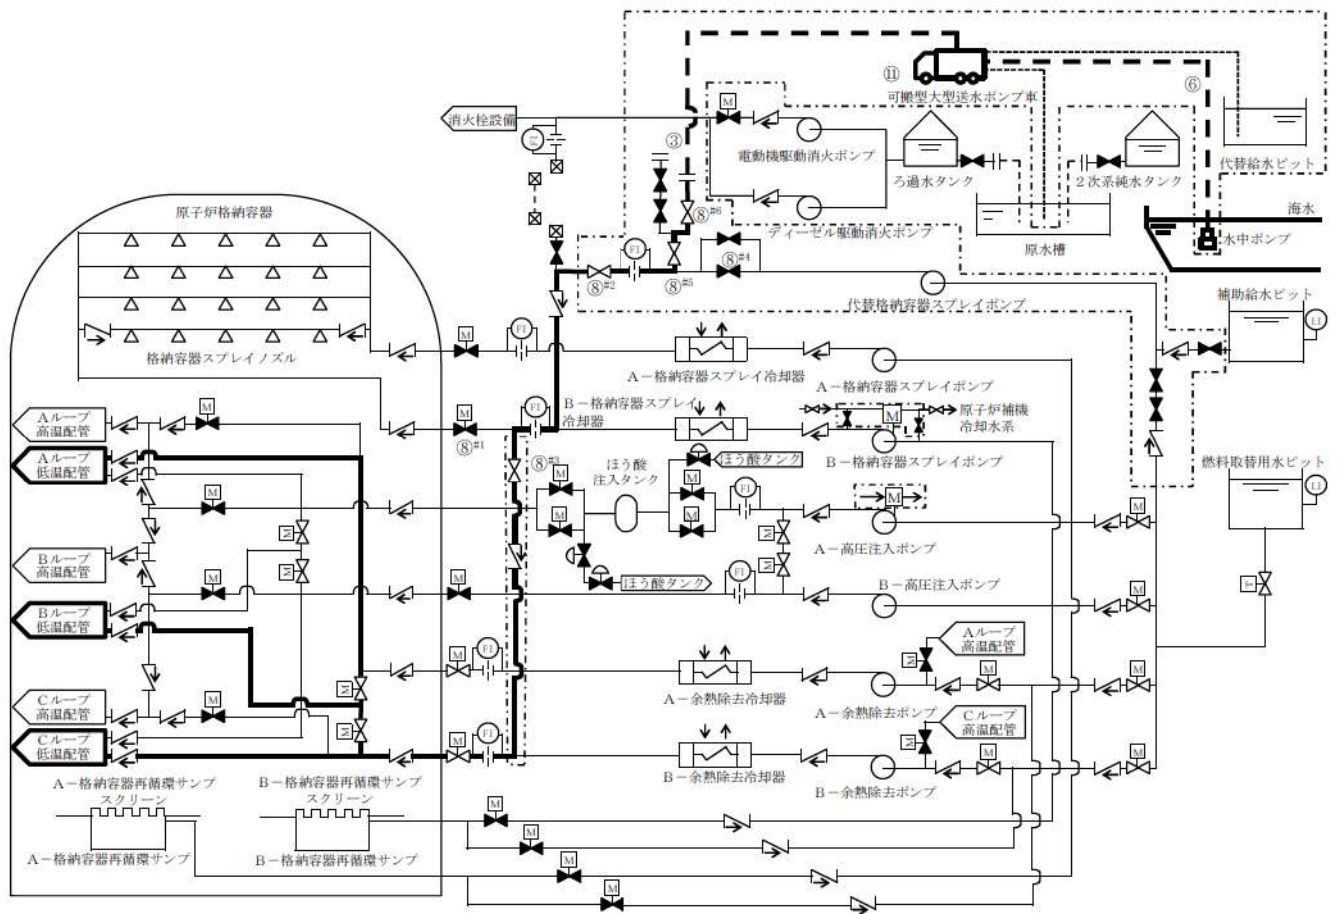 ⑪
可搬型大型送水ポンプ車
⑥
代替給水ピット
消火栓設備
FI
M
電動機駆動消火ポンプ
③
ろ過水タンク
2次系純水タンク
海水
水中ポンプ
⑧#6
ディーゼル駆動消火ポンプ
原水槽
原子炉格納容器
FI
⑧#2
⑧#5
⑧#4
代替格納容器スプレイポンプ
補助給水ピット
LI
格納容器スプレイノズル
M
FI
A-格納容器スプレイ冷却器
A-格納容器スプレイポンプ
B-格納容器スプレイ
冷却器
M
原子炉補機
冷却水系
Aループ
高温配管
M
M
⑧#1
FI
B-格納容器スプレイポンプ
Aループ
低温配管
⑧#3
M
ほう酸
注入タンク
ほう酸タンク
M
FI
M
燃料取替用水ピット
LI
M
M
M
M
M
A-高圧注入ポンプ
M
Bループ
高温配管
M
M
M
M
ほう酸タンク
FI
M
B-高圧注入ポンプ
M
T
Bループ
低温配管
Aループ
高温配管
M
FI
M
M
M
A-余熱除去冷却器
A-余熱除去ポンプ
Cループ
高温配管
M
M
Cループ
高温配管
Cループ
低温配管
M
M
FI
M
M
M
B-余熱除去冷却器
B-余熱除去ポンプ
A-格納容器再循環サンプ
スクリーン
B-格納容器再循環サンプ
スクリーン
M
M
A-格納容器再循環サンプ
B-格納容器再循環サンプ
M
M